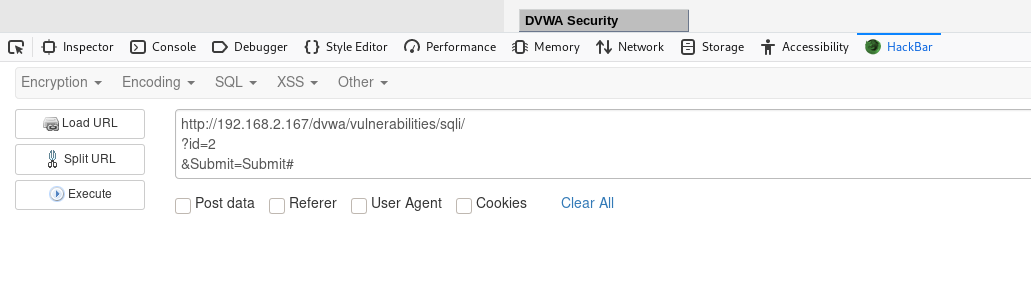 DVWA Security
Inspector Console Debugger Style Editor Performance Memory Network Storage Accessibility HackBar
Encryption Encoding SQL XSS Other
Load URL
Split URL
Execute
http://192.168.2.167/dvwa/vulnerabilities/sqli/
?id=2
&Submit=Submit#
Post data Referer User Agent Cookies Clear All